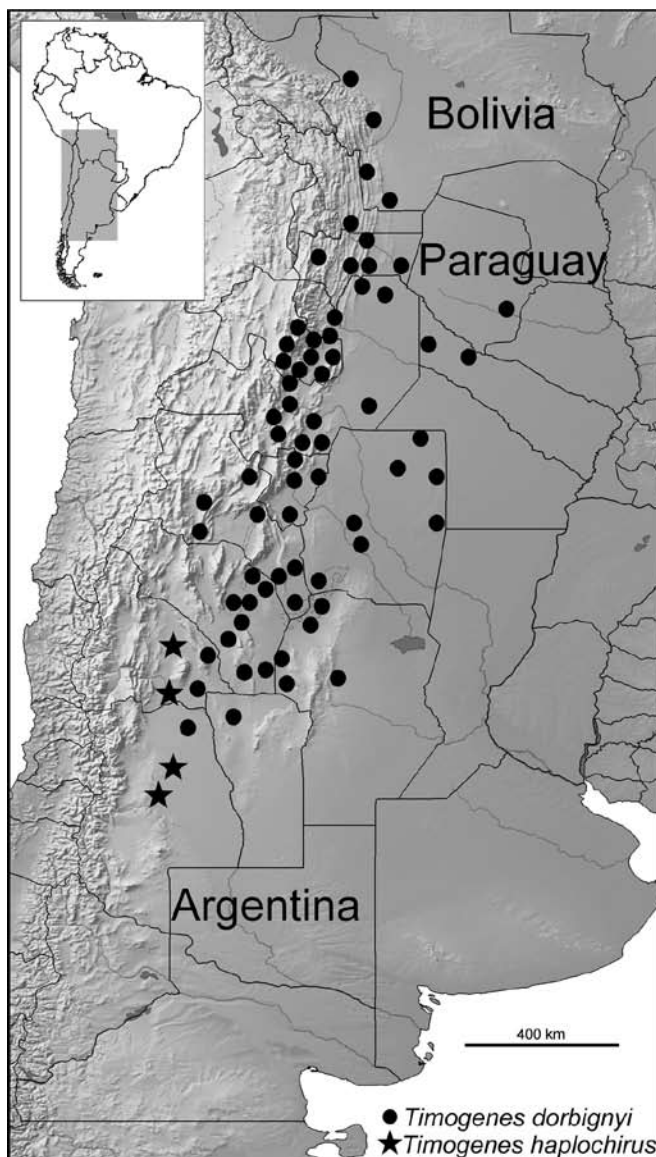 Bolivia
Paraguay
Argentina
400 km
Timogenes dorbignyi
Timogenes haplochirus